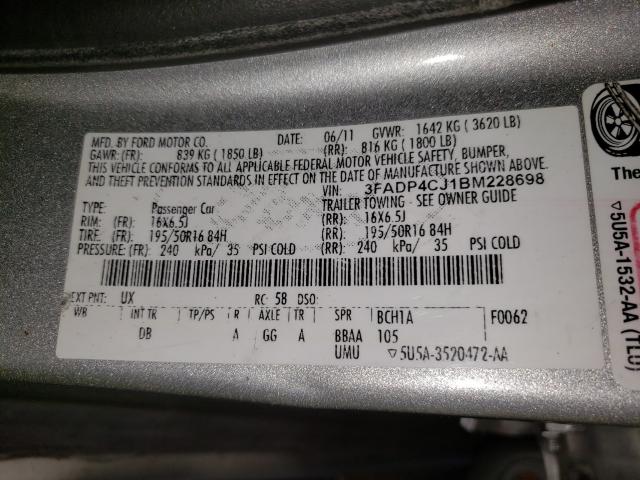 MFD. BY FORD MOTOR CO. DATE: 06/11 GVWR: 1642 KG ( 3620 LB)
GAWR: (FR): 839 KG ( 1850 LB) (RR): 816 KG ( 1800 LB)
THIS VEHICLE CONFORMS TO ALL APPLICABLE FEDERAL MOTOR VEHICLE SAFETY, BUMPER,
AND THEFT PREVENTION STANDARDS IN EFFECT ON THE DATE OF MANUFACTURE SHOWN ABOVE.
VIN: 3FADP4CJ1BM228698
TYPE: Passenger Car TRAILER TOWING - SEE OWNER GUIDE
RIM: (FR) 16X6.5J (RR) 16X6.5J
TIRE: (FR) 195/50R16 84H (RR) 195/50R16 84H
PRESSURE: (FR) 240 kPa/ 35 PSI COLD (RR) 240 kPa/ 35 PSI COLD
EXT PNT: UX RC: 58 DSO:
WB INT TR TP/PS R AXLE TR SPR BCH1A F0062
DB A GG A BBAA 105
UMU ▽5U5A-3520472-AA
The
▽5U5A-1532-AA (TLU)